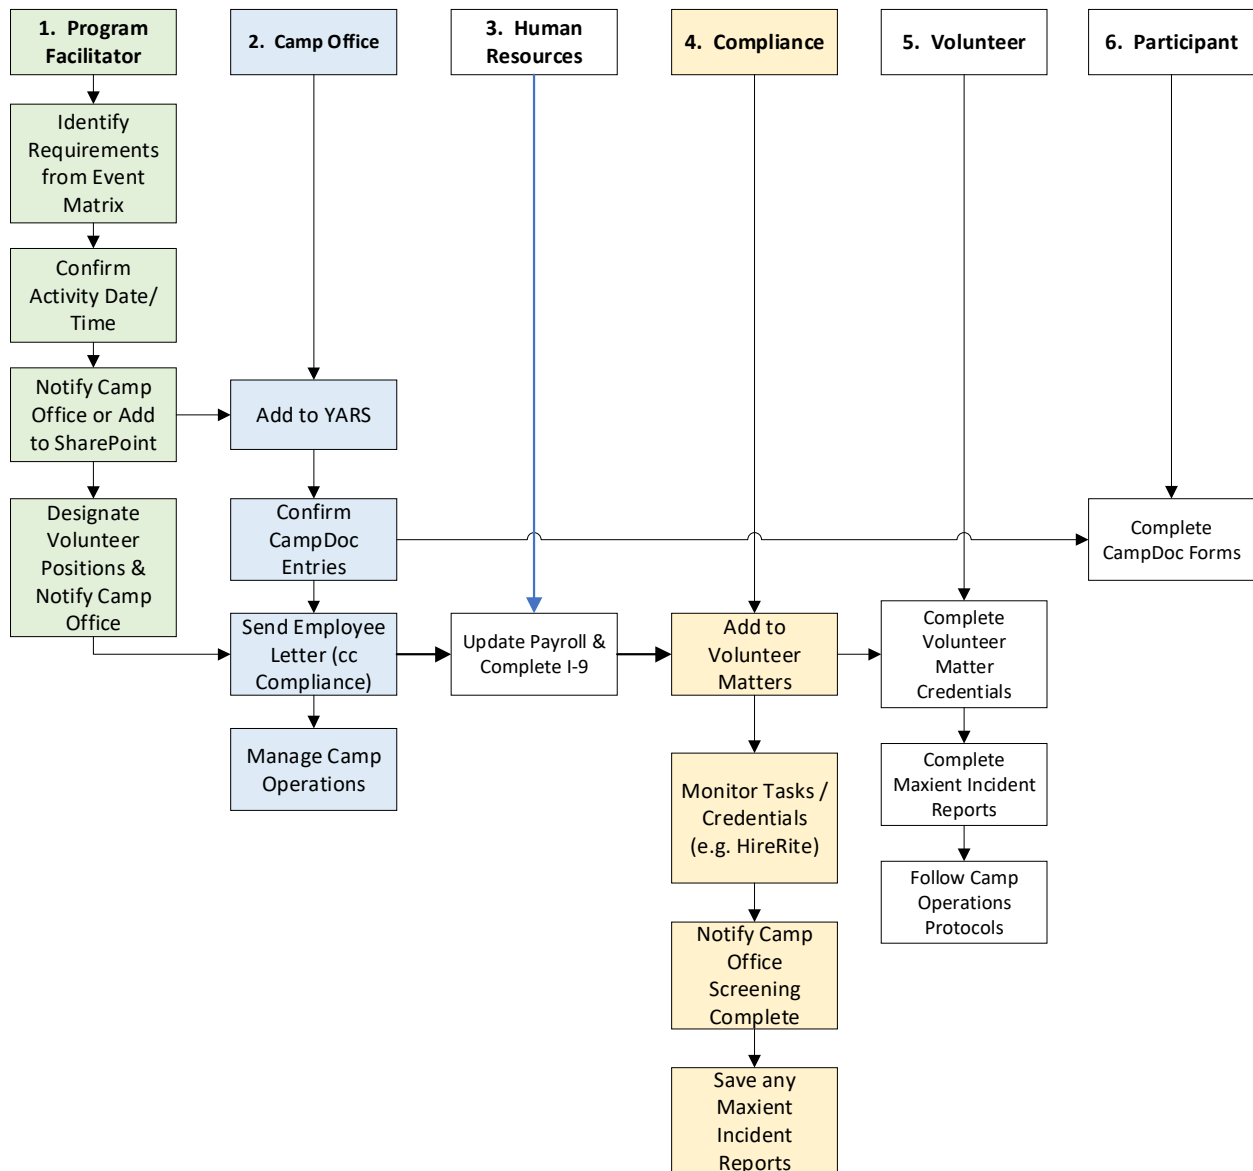 1.  Program
Facilitator
2.  Camp Office
3.  Human
Resources
4.  Compliance
5.  Volunteer
6.  Participant
Identify
Requirements
from Event
Matrix
Confirm
Activity Date/
Time
Notify Camp
Office or Add
to SharePoint
Add to YARS
Designate
Volunteer
Positions &
Notify Camp
Office
Confirm
CampDoc
Entries
Complete
CampDoc Forms
Send Employee
Letter (cc
Compliance)
Update Payroll &
Complete I-9
Add to
Volunteer
Matters
Complete
Volunteer
Matter
Credentials
Manage Camp
Operations
Monitor Tasks /
Credentials
(e.g. HireRite)
Complete
Maxient Incident
Reports
Follow Camp
Operations
Protocols
Notify Camp
Office
Screening
Complete
Save any
Maxient
Incident
Reports